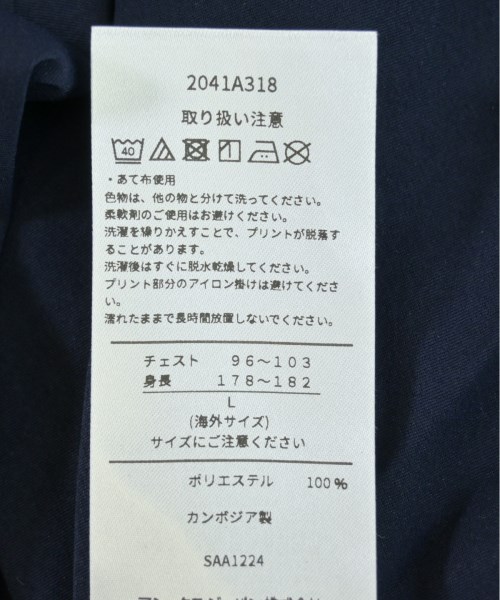 2041A318
取り扱い注意
40
・あて布使用
色物は、他の物と分けて洗ってください。
柔軟剤のご使用はお避けください。
洗濯を繰りかえすことで、プリントが脱落す
ることがあります。
洗濯後はすぐに脱水乾燥してください。
プリント部分のアイロン掛けは避けてくださ
い。
濡れたままで長時間放置しないでください。
チェスト 96～103
身長 178～182
L
(海外サイズ)
サイズにご注意ください
ポリエステル 100%
カンボジア製
SAA1224